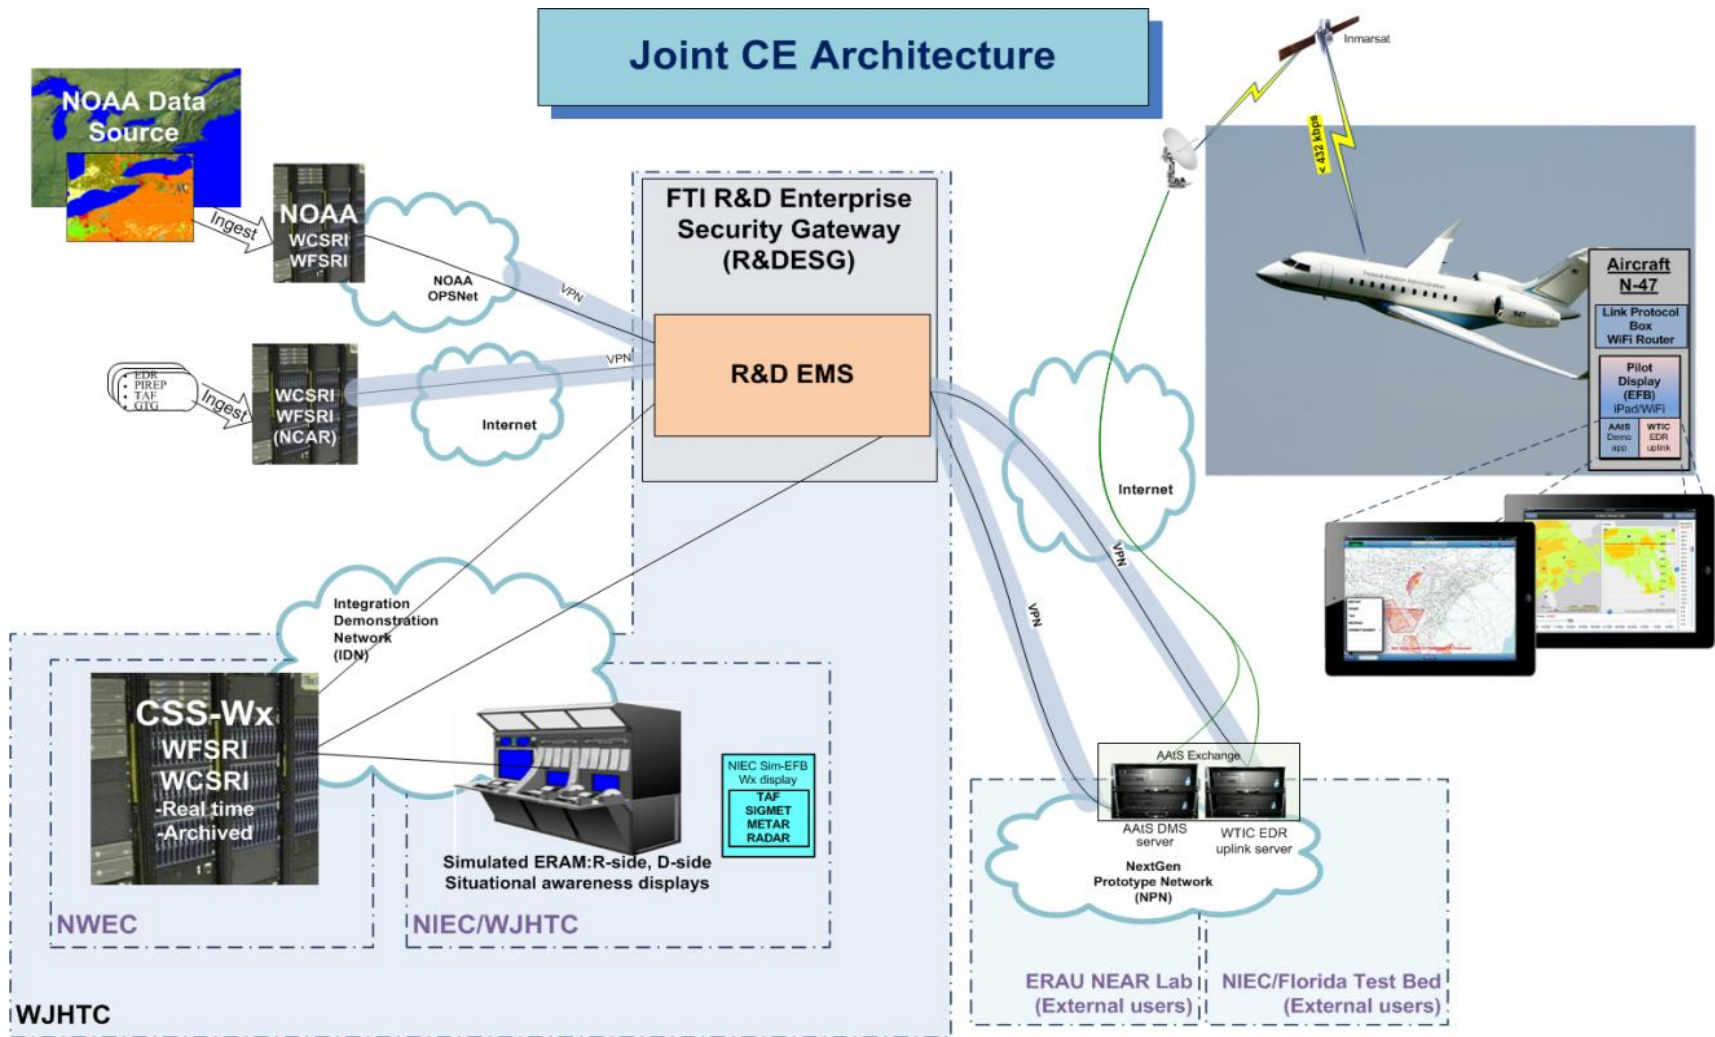 Joint CE Architecture
Inmarsat
< 432 kbps
NOAA Data
Source
Ingest
NOAA
WCSRI
WFSRI
NOAA
OPSNet
VPN
FTI R&D Enterprise
Security Gateway
(R&DESG)
R&D EMS
EDR
PIREP
TAF
GTG
Ingest
WCSRI
WFSRI
(NCAR)
Internet
VPN
Federal Aviation Administration
N47
Aircraft
N-47
Link Protocol
Box
WiFi Router
Pilot
Display
(EFB)
iPad/WiFi
AAtS
Demo
app
WTIC
EDR
uplink
Internet
VPN
VPN
Integration
Demonstration
Network
(IDN)
CSS-Wx
WFSRI
WCSRI
-Real time
-Archived
NWEC
Simulated ERAM:R-side, D-side
Situational awareness displays
NIEC Sim-EFB
Wx display
TAF
SIGMET
METAR
RADAR
NIEC/WJHTC
WJHTC
AAtS Exchange
AAtS DMS
server
WTIC EDR
uplink server
NextGen
Prototype Network
(NPN)
ERAU NEAR Lab
(External users)
NIEC/Florida Test Bed
(External users)